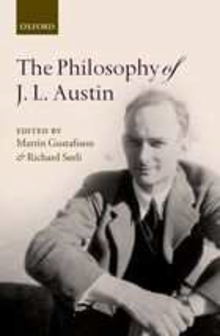 OXFORD
The Philosophy of
J. L. Austin
EDITED BY
Martin Gustafsson
& Richard Sørli